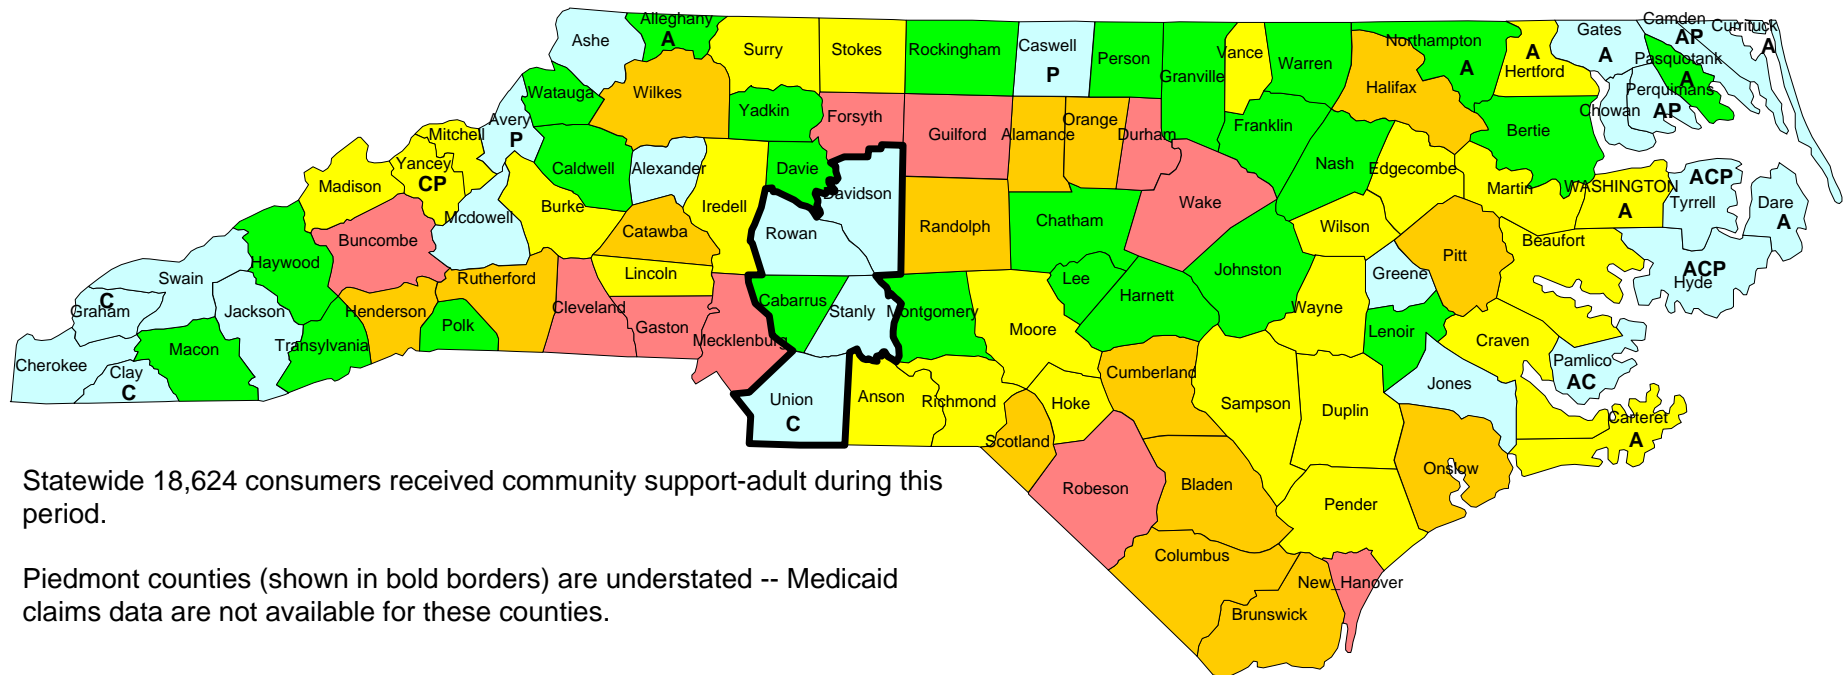 Alleghany
A
Ashe
Surry
Stokes
Rockingham
Caswell
P
Person
Granville
Vance
Warren
Northampton
A
A
Hertford
Gates
A
Camden
AP
Currituck
A
Pasquotank
A
Perquimans
AP
Chowan
Watauga
Wilkes
Yadkin
Forsyth
Guilford
Alamance
Orange
Durham
Franklin
Halifax
Bertie
Avery
P
Mitchell
Yancey
CP
Madison
Caldwell
Alexander
Iredell
Davie
Davidson
Nash
Edgecombe
Martin
WASHINGTON
A
ACP
Tyrrell
Dare
A
Mcdowell
Burke
Catawba
Rowan
Randolph
Chatham
Wake
Wilson
Pitt
Beaufort
Buncombe
Haywood
Swain
Rutherford
Lincoln
Cabarrus
Stanly
Montgomery
Lee
Harnett
Johnston
Greene
ACP
Hyde
C
Graham
Jackson
Henderson
Polk
Cleveland
Gaston
Mecklenburg
Moore
Wayne
Lenoir
Craven
Cherokee
Clay
C
Macon
Transylvania
Union
C
Anson
Richmond
Hoke
Cumberland
Sampson
Duplin
Jones
Pamlico
AC
Carteret
A
Scotland
Robeson
Bladen
Onslow
Pender
Columbus
New_Hanover
Brunswick
Statewide 18,624 consumers received community support-adult during this
period.
Piedmont counties (shown in bold borders) are understated -- Medicaid
claims data are not available for these counties.